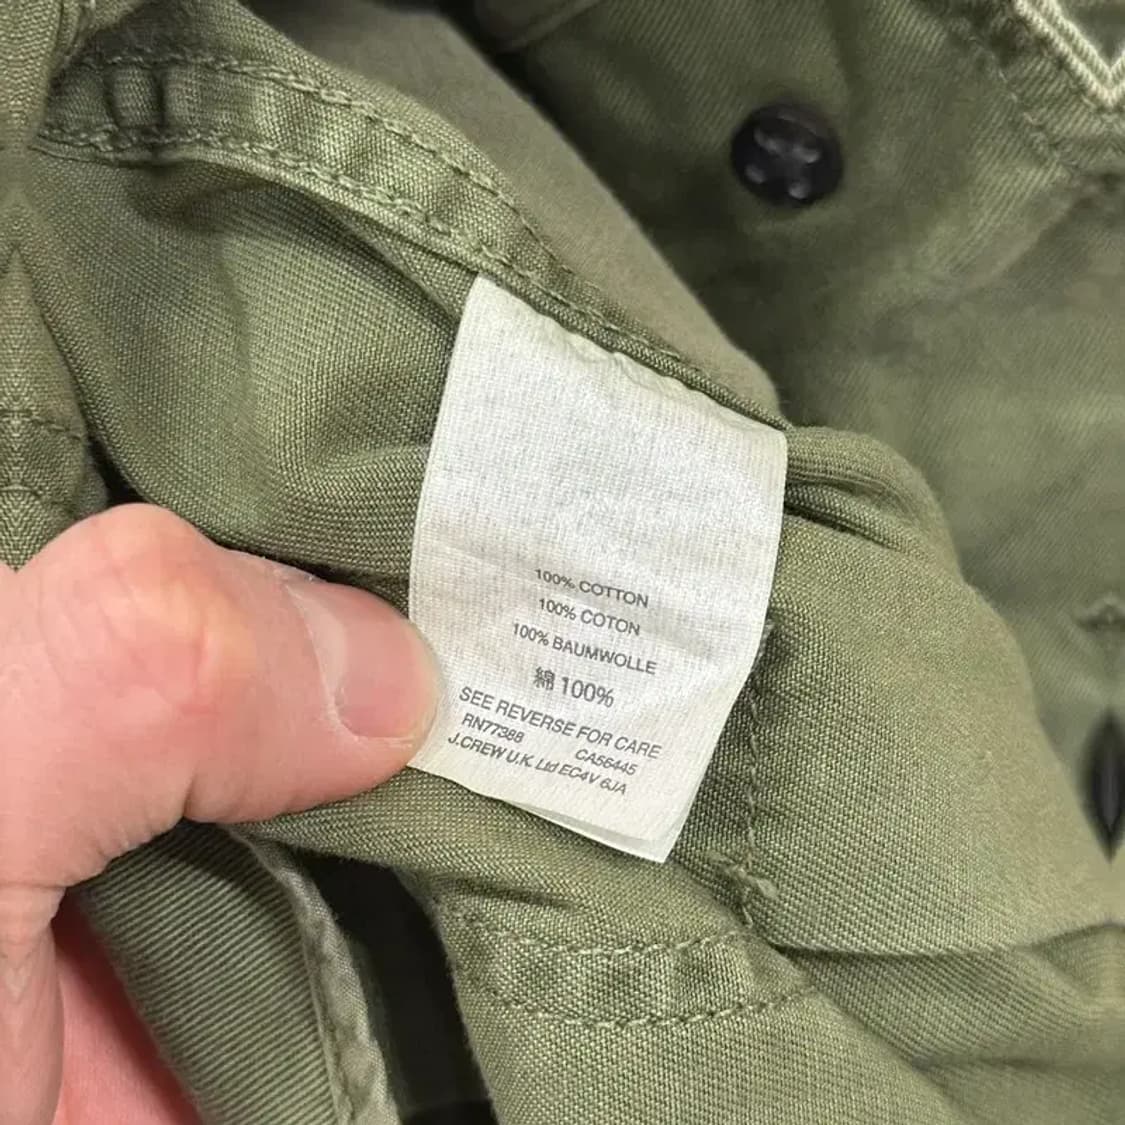 100% COTTON
100% COTON
100% BAUMWOLLE
綿 100%
SEE REVERSE FOR CARE
RN77388 CA56445
J.CREW U.K. Ltd EC4V 6JA